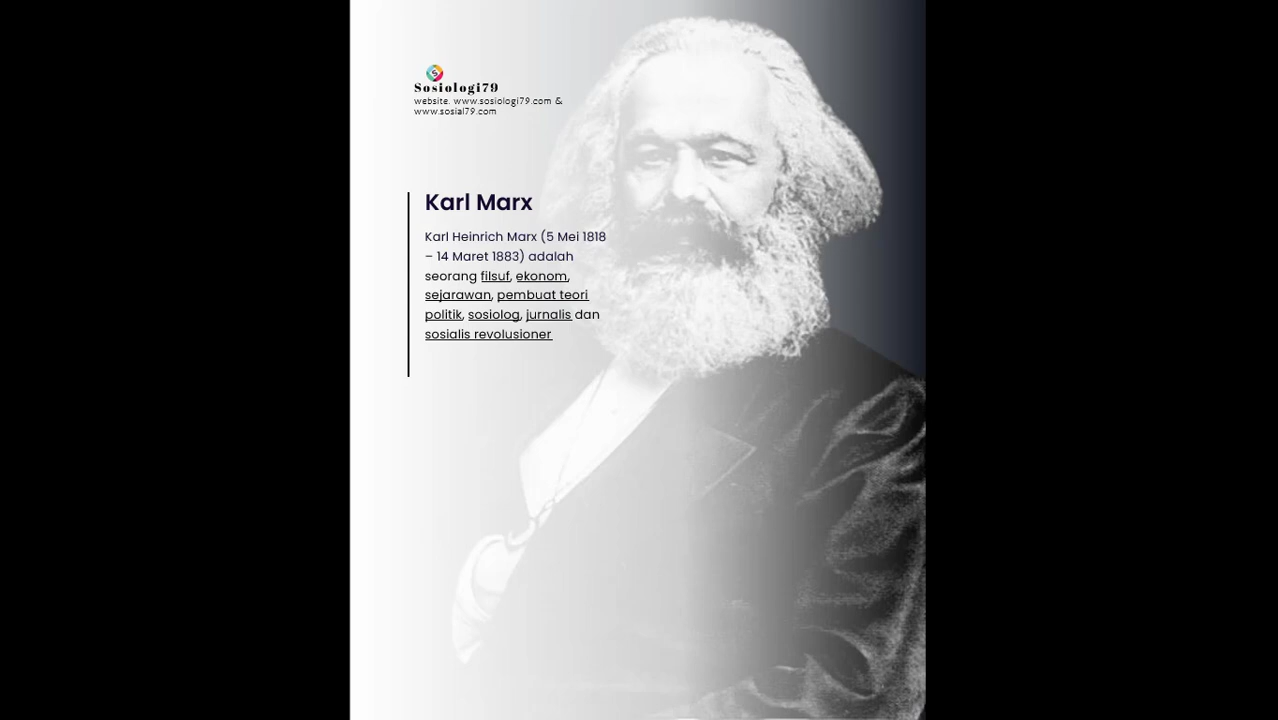 Sosiologi79
website. www.sosiologi79.com &
www.sosial79.com
Karl Marx
Karl Heinrich Marx (5 Mei 1818
– 14 Maret 1883) adalah
seorang filsuf, ekonom,
sejarawan, pembuat teori
politik, sosiolog, jurnalis dan
sosialis revolusioner